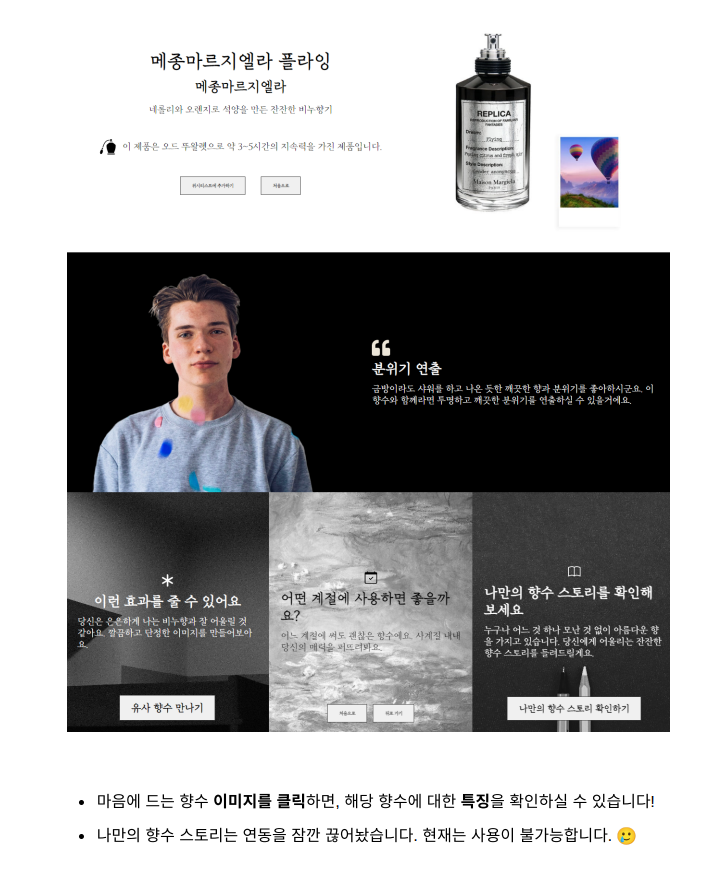 메종마르지엘라 플라잉
메종마르지엘라
네롤리와 오렌지로 석양을 만든 잔잔한 비누향기
이 제품은 오드 뚜왈렛으로 약 3~5시간의 지속력을 가진 제품입니다.
위시리스트에 추가하기
처음으로
REPLICA
REPRODUCTION OF FAMILIAR
FANTASIES
Dream:
Flying
Fragrance Description:
Style Description:
Maison Margiela
PARIS
분위기 연출
금방이라도 샤워를 하고 나온 듯한 깨끗한 향과 분위기를 좋아하시군요. 이
향수와 함께라면 투명하고 깨끗한 분위기를 연출하실 수 있을거에요.
이런 효과를 줄 수 있어요
당신은 은은하게 나는 비누향과 잘 어울릴 것
같아요. 깔끔하고 단정한 이미지를 만들어보아
요.
유사 향수 만나기
어떤 계절에 사용하면 좋을까
요?
어느 계절에 써도 괜찮은 향수에요. 사계절 내내
당신의 매력을 퍼뜨려봐요.
처음으로
뒤로 가기
나만의 향수 스토리를 확인해
보세요
누구나 어느 것 하나 모난 것 없이 아름다운 향
을 가지고 있습니다. 당신에게 어울리는 잔잔한
향수 스토리를 들려드릴게요.
나만의 향수 스토리 확인하기
마음에 드는 향수 이미지를 클릭하면, 해당 향수에 대한 특징을 확인하실 수 있습니다!
나만의 향수 스토리는 연동을 잠깐 끊어놨습니다. 현재는 사용이 불가능합니다. 🥲